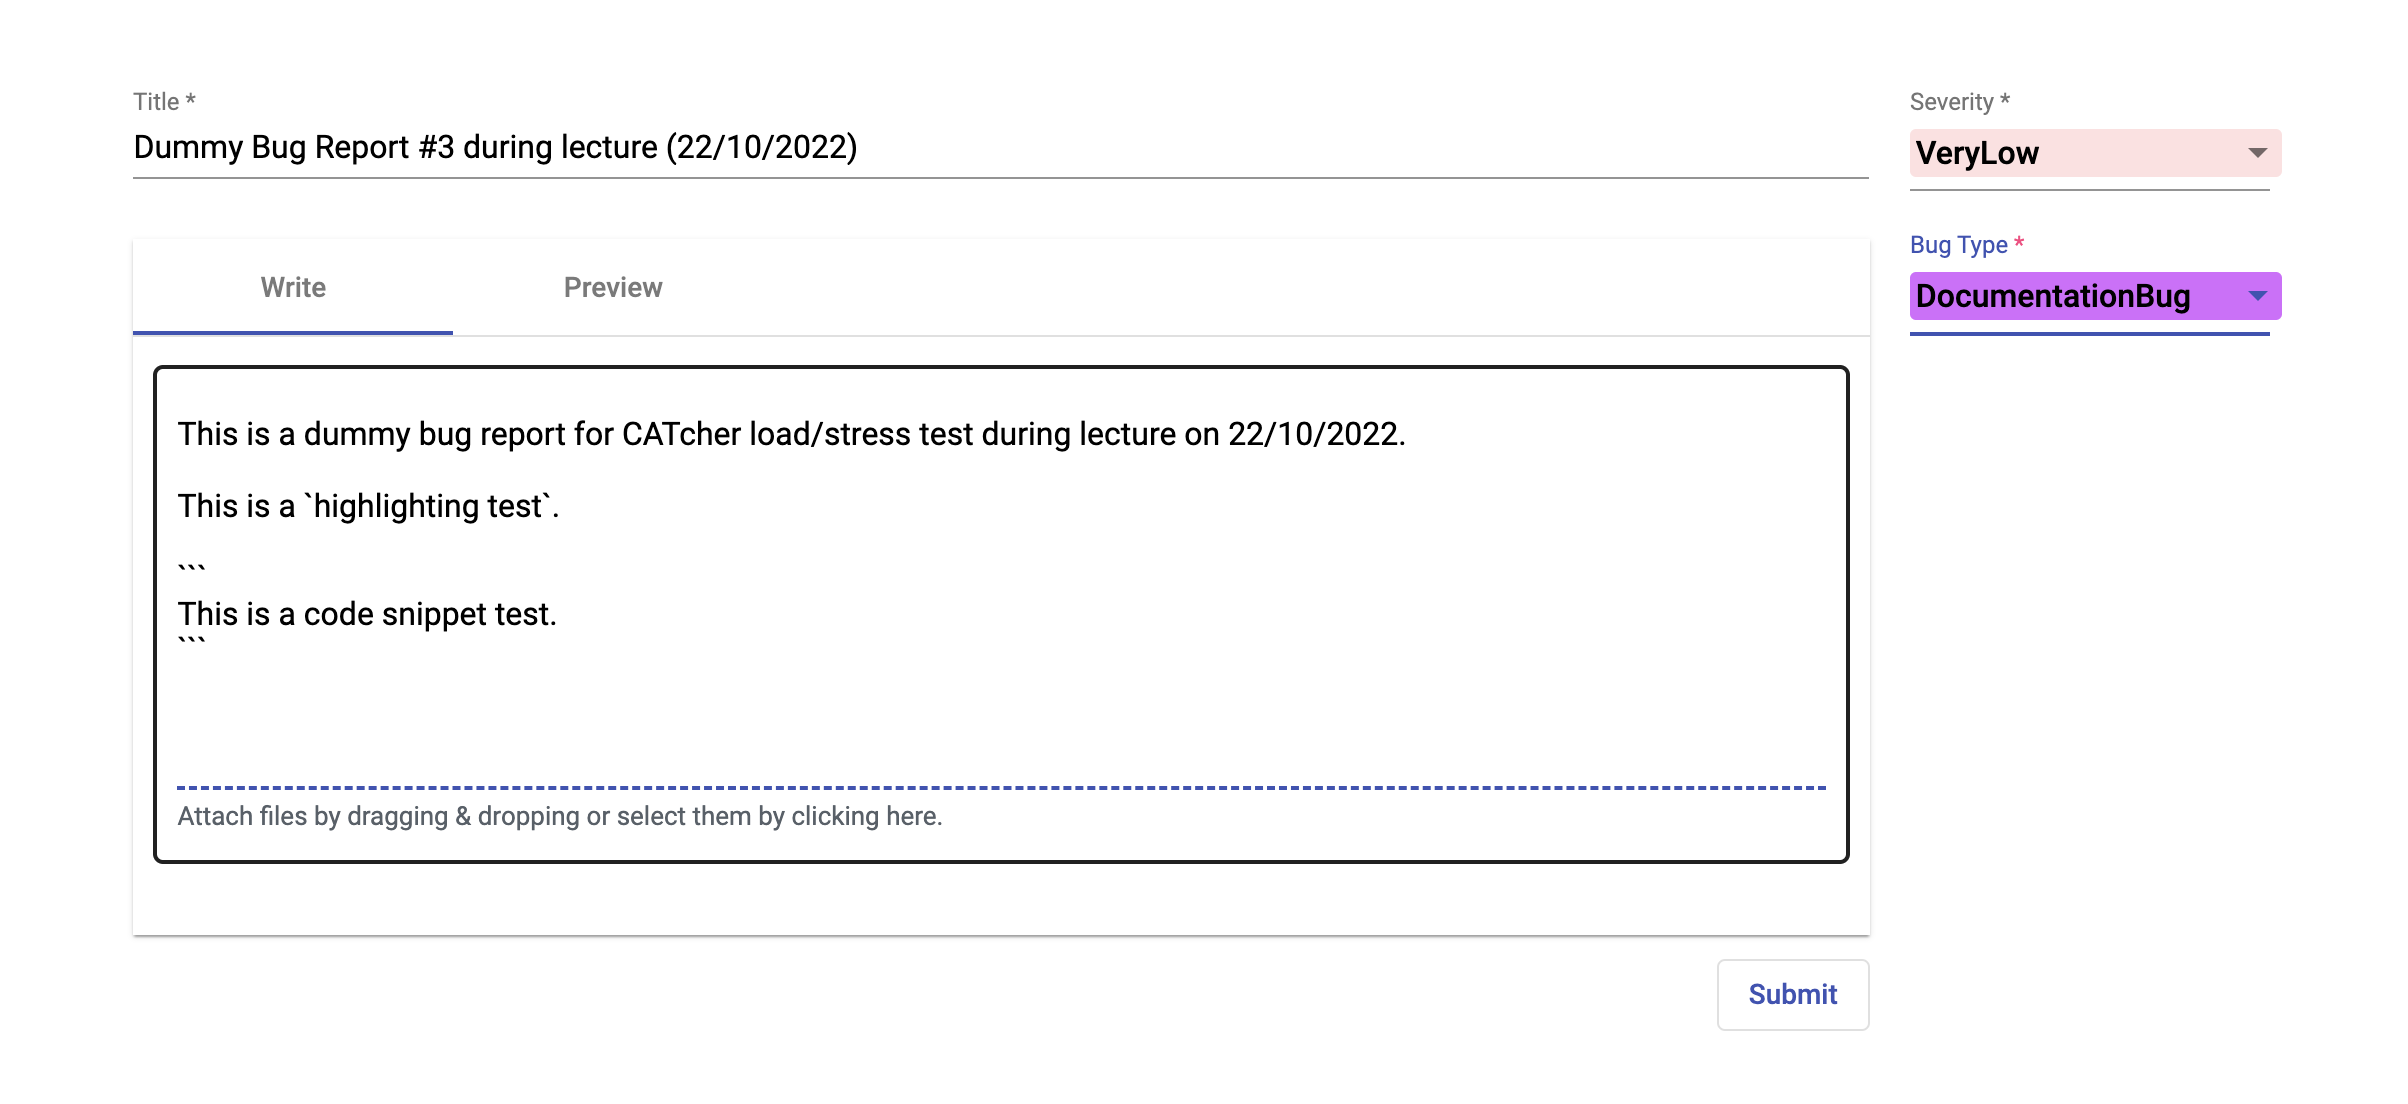 Title *
Dummy Bug Report #3 during lecture (22/10/2022)
Severity *
VeryLow
Bug Type *
DocumentationBug
Write
Preview
This is a dummy bug report for CATcher load/stress test during lecture on 22/10/2022.
This is a `highlighting test`.
```
This is a code snippet test.
```
Attach files by dragging & dropping or select them by clicking here.
Submit